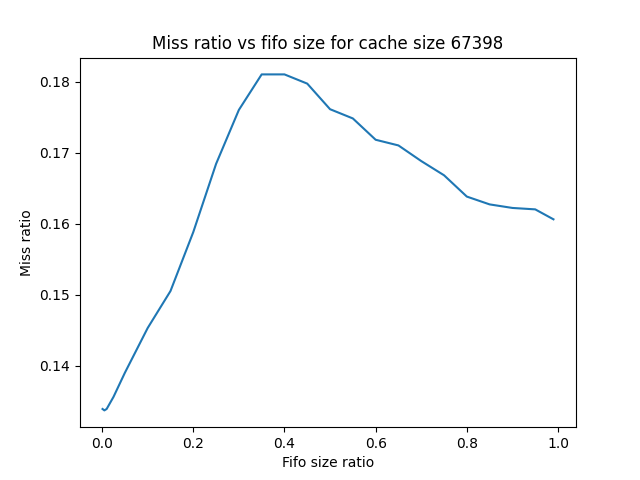 Miss ratio vs fifo size for cache size 67398
0.18
0.17
0.16
0.15
0.14
Miss ratio
0.0 0.2 0.4 0.6 0.8 1.0
Fifo size ratio